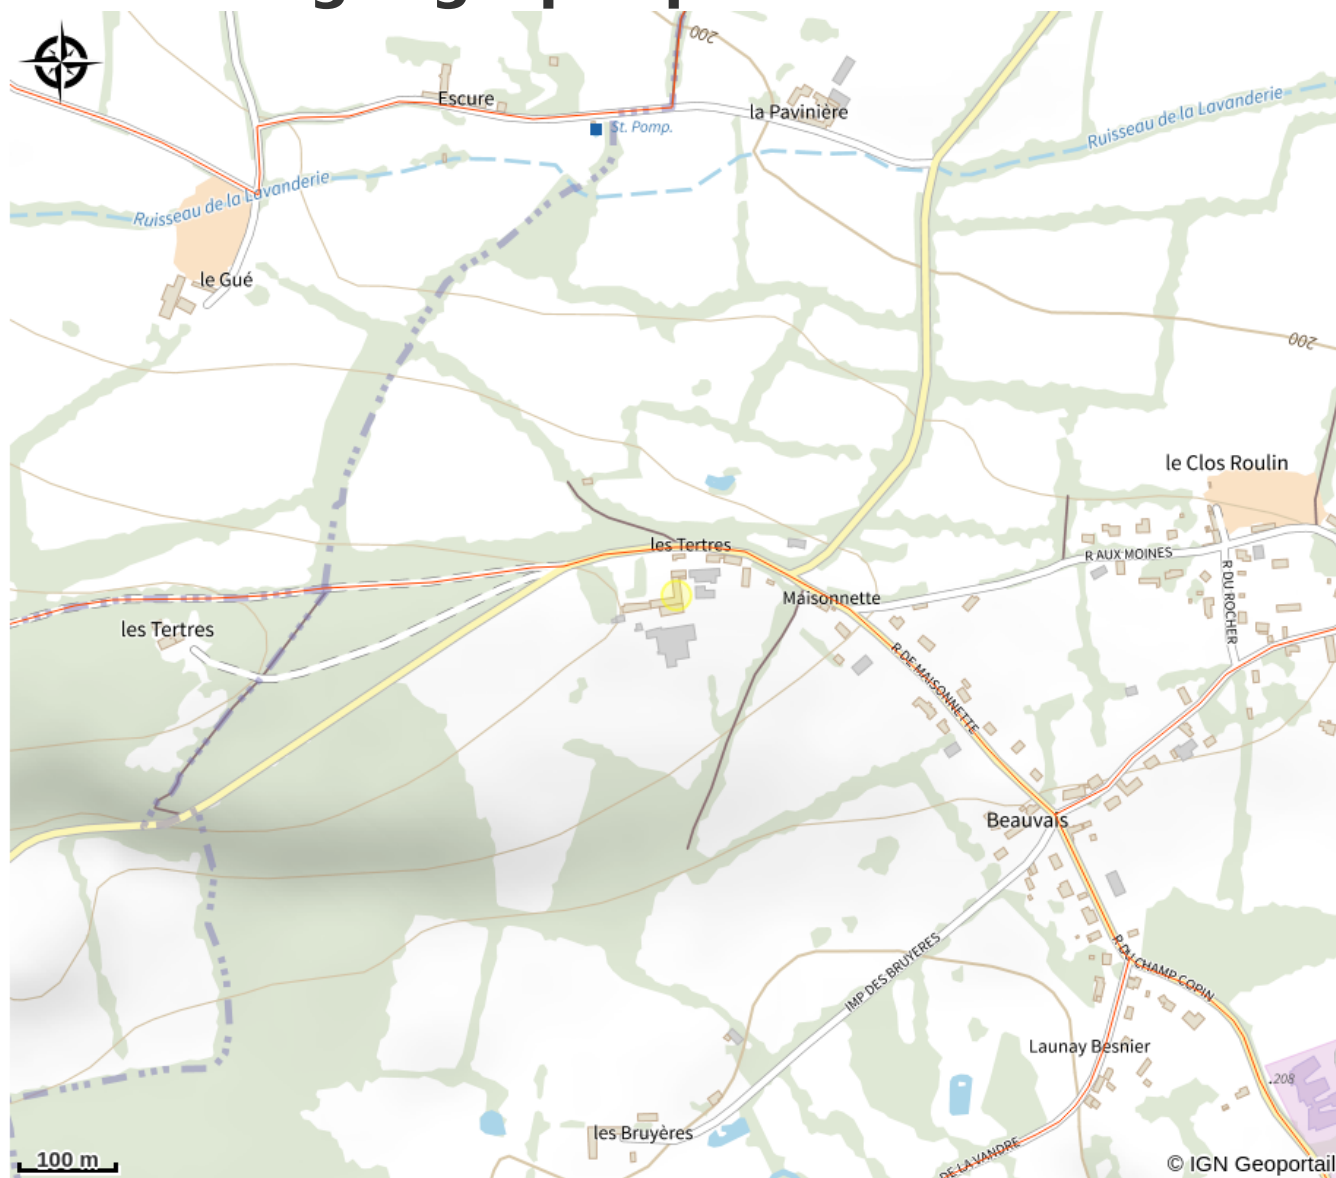 200
Escure
la Pavinière
St. Pomp.
Ruisseau de la Lavanderie
Ruisseau de la Lavanderie
le Gué
200
le Clos Roulin
les Tertres
R AUX MOINES
R DU ROCHER
Maisonnette
les Tertres
R DE MAISONNETTE
Beauvais
IMP DES BRUYERES
R DU CHAMP COPIN
Launay Besnier
208
les Bruyères
DE LA VANDRE
100 m
© IGN Geoportail